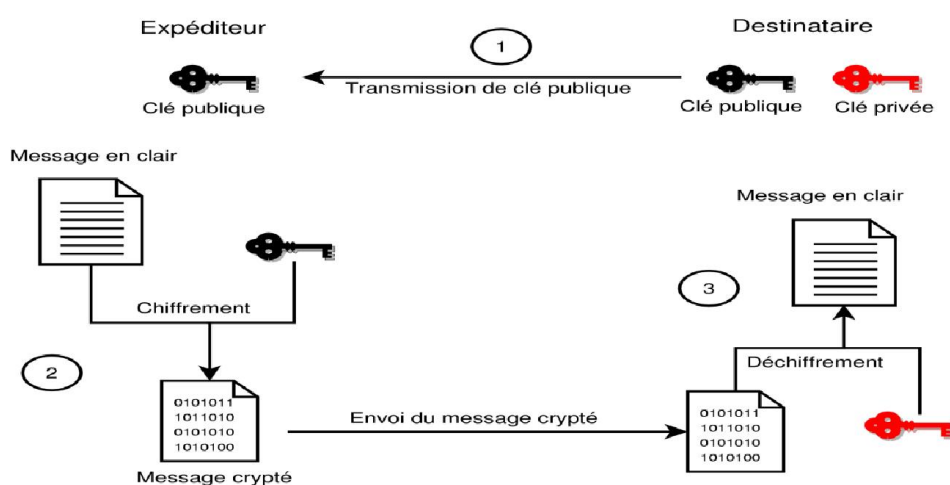 Expéditeur
1
Destinataire
Transmission de clé publique
Clé publique
Clé publique
Clé privée
Message en clair
Message en clair
Chiffrement
3
2
Déchiffrement
0101011
1011010
0101010
1010100
Envoi du message crypté
0101011
1011010
0101010
1010100
Message crypté